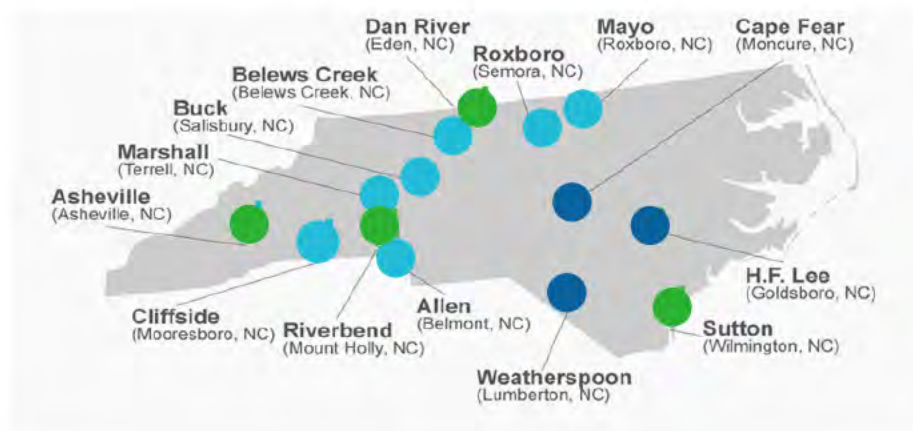 Dan River
(Eden, NC)
Roxboro
(Semora, NC)
Mayo
(Roxboro, NC)
Cape Fear
(Moncure, NC)
Belews Creek
(Belews Creek, NC)
Buck
(Salisbury, NC)
Marshall
(Terrell, NC)
Asheville
(Asheville, NC)
Cliffside
(Mooresboro, NC)
Riverbend
(Mount Holly, NC)
Allen
(Belmont, NC)
Weatherspoon
(Lumberton, NC)
H.F. Lee
(Goldsboro, NC)
Sutton
(Wilmington, NC)